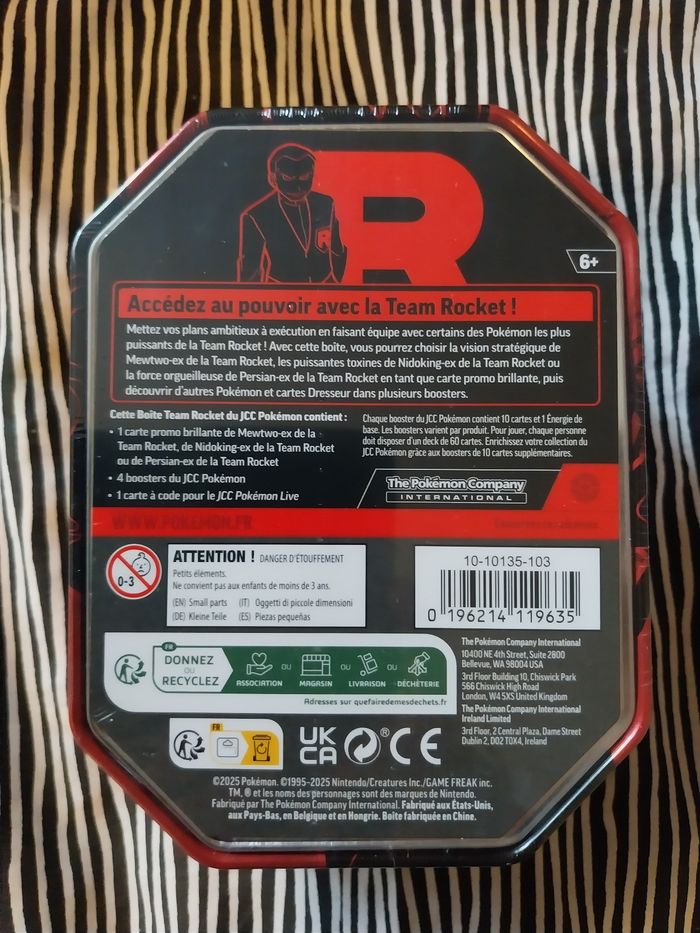 R
R
6+
Accédez au pouvoir avec la Team Rocket !
Mettez vos plans ambitieux à exécution en faisant équipe avec certains des Pokémon les plus
puissants de la Team Rocket ! Avec cette boîte, vous pourrez choisir la vision stratégique de
Mewtwo-ex de la Team Rocket, les puissantes toxines de Nidoking-ex de la Team Rocket ou
la force orgueilleuse de Persian-ex de la Team Rocket en tant que carte promo brillante, puis
découvrir d'autres Pokémon et cartes Dresseur dans plusieurs boosters.
Cette Boîte Team Rocket du JCC Pokémon contient :
• 1 carte promo brillante de Mewtwo-ex de la
Team Rocket, de Nidoking-ex de la Team Rocket
ou de Persian-ex de la Team Rocket
• 4 boosters du JCC Pokémon
• 1 carte à code pour le JCC Pokémon Live
Chaque booster du JCC Pokémon contient 10 cartes et 1 Énergie de
base. Les boosters varient par produit. Pour jouer, chaque personne
doit disposer d'un deck de 60 cartes. Enrichissez votre collection du
JCC Pokémon grâce aux boosters de 10 cartes supplémentaires.
The Pokémon Company
INTERNATIONAL
WWW.POKEMON.FR
0-3
ATTENTION ! DANGER D'ÉTOUFFEMENT
Petits éléments.
Ne convient pas aux enfants de moins de 3 ans.
(EN) Small parts (IT) Oggetti di piccole dimensioni
(DE) Kleine Teile (ES) Piezas pequeñas
10-10135-103
0 196214 119635
FR
DONNEZ
OU
RECYCLEZ
ASSOCIATION
OU
MAGASIN
OU
LIVRAISON
OU
DÉCHÈTERIE
Adresses sur quefairedemesdechets.fr
The Pokémon Company International
10400 NE 4th Street, Suite 2800
Bellevue, WA 98004 USA
3rd Floor Building 10, Chiswick Park
566 Chiswick High Road
London, W4 5XS United Kingdom
The Pokémon Company International
Ireland Limited
3rd Floor, 2 Central Plaza, Dame Street
Dublin 2, D02 T0X4, Ireland
FR
UK
CA
®
CE
©2025 Pokémon. ©1995-2025 Nintendo/Creatures Inc./GAME FREAK inc.
TM, ® et les noms des personnages sont des marques de Nintendo.
Fabriqué par The Pokémon Company International. Fabriqué aux États-Unis,
aux Pays-Bas, en Belgique et en Hongrie. Boîte fabriquée en Chine.